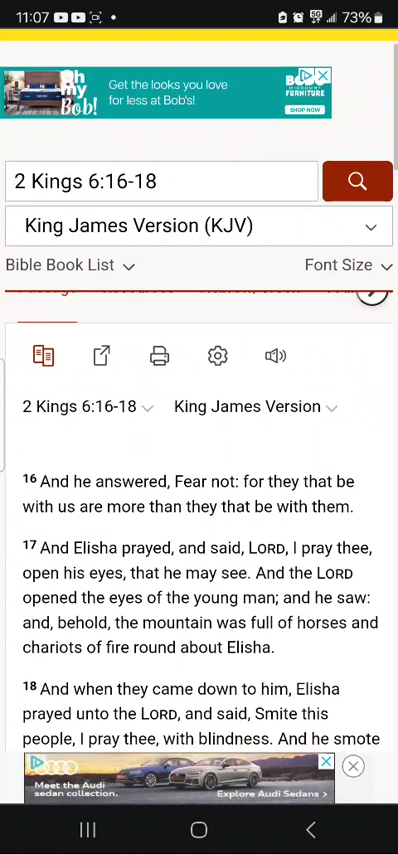 11:07 73%
Oh my Bob!
Get the looks you love
for less at Bob's!
BOB'S
DISCOUNT
FURNITURE
SHOP NOW
2 Kings 6:16-18
King James Version (KJV)
Bible Book List Font Size
2 Kings 6:16-18 King James Version
16 And he answered, Fear not: for they that be
with us are more than they that be with them.
17 And Elisha prayed, and said, LORD, I pray thee,
open his eyes, that he may see. And the LORD
opened the eyes of the young man; and he saw:
and, behold, the mountain was full of horses and
chariots of fire round about Elisha.
18 And when they came down to him, Elisha
prayed unto the LORD, and said, Smite this
people, I pray thee, with blindness. And he smote
Meet the Audi
sedan collection.
Explore Audi Sedans >